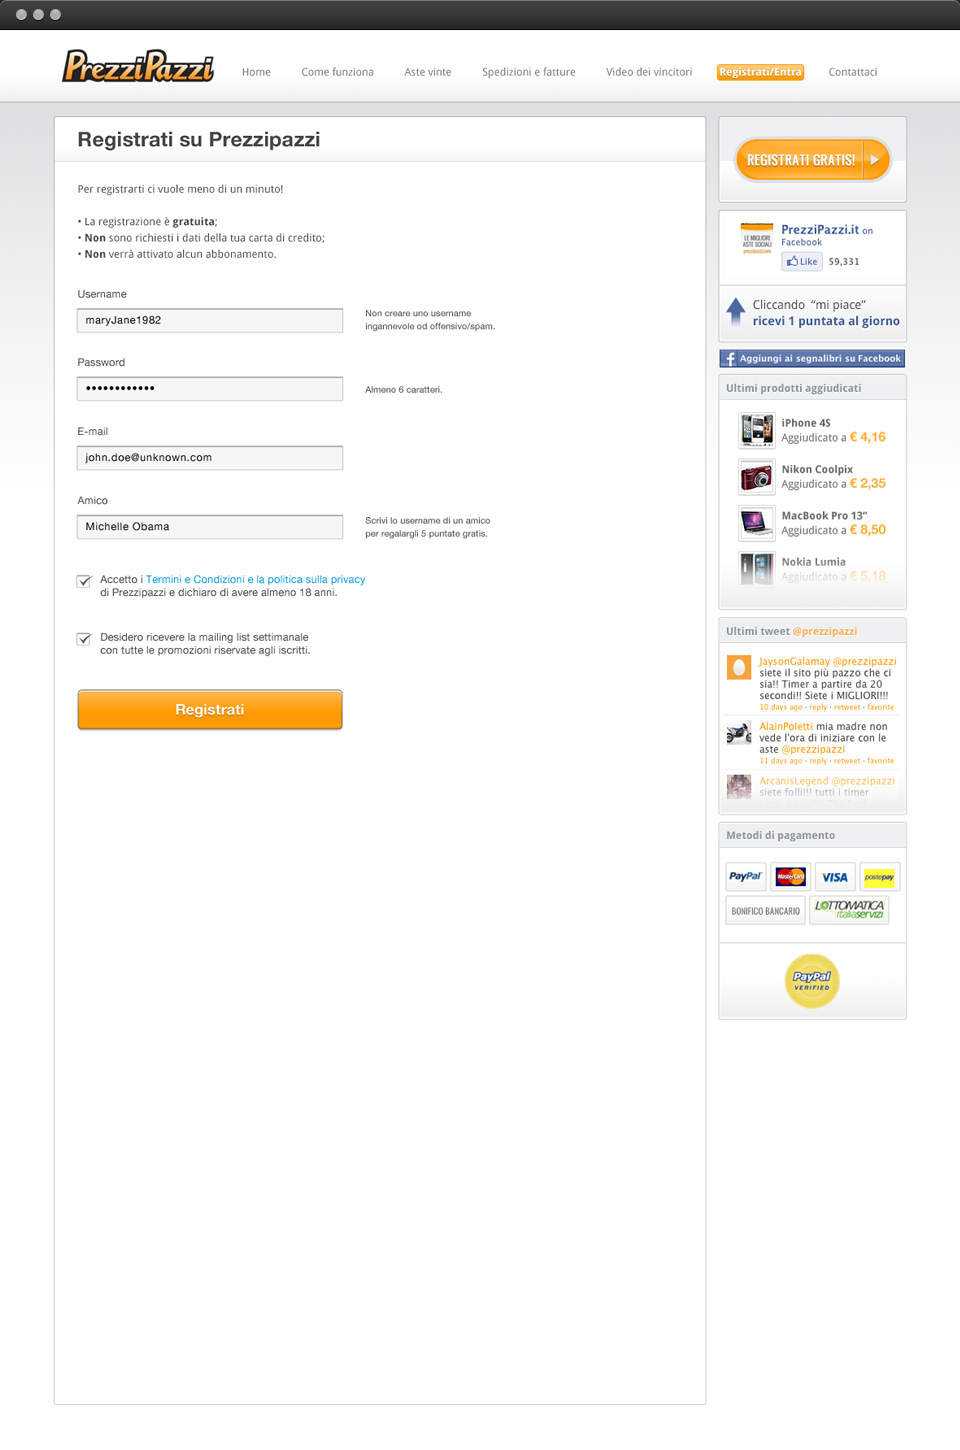 PrezziPazzi
Home
Come funziona
Aste vinte
Spedizioni e fatture
Video dei vincitori
Registrati/Entra
Contattaci
Registrati su Prezzipazzi
Per registrarti ci vuole meno di un minuto!
• La registrazione è gratuita;
• Non sono richiesti i dati della tua carta di credito;
• Non verrà attivato alcun abbonamento.
Username
maryJane1982
Non creare uno username
ingannevole od offensivo/spam.
Password
••••••••••••
Almeno 6 caratteri.
E-mail
john.doe@unknown.com
Amico
Michelle Obama
Scrivi lo username di un amico
per regalargli 5 puntate gratis.
Accetto i Termini e Condizioni e la politica sulla privacy
di Prezzipazzi e dichiaro di avere almeno 18 anni.
Desidero ricevere la mailing list settimanale
con tutte le promozioni riservate agli iscritti.
Registrati
REGISTRATI GRATIS!
LE MIGLIORI
ASTE SOCIALI
PrezziPazzi.it on
Facebook
Like
59,331
Cliccando “mi piace”
ricevi 1 puntata al giorno
Aggiungi ai segnalibri su Facebook
Ultimi prodotti aggiudicati
iPhone 4S
Aggiudicato a € 4,16
Nikon Coolpix
Aggiudicato a € 2,35
MacBook Pro 13”
Aggiudicato a € 8,50
Nokia Lumia
Aggiudicato a € 5,18
Ultimi tweet @prezzipazzi
JaysonGalamay @prezzipazzi
siete il sito più pazzo che ci
sia!! Timer a partire da 20
secondi!! Siete i MIGLIORI!!!
10 days ago • reply • retweet • favorite
AlainPoletti mia madre non
vede l'ora di iniziare con le
aste @prezzipazzi
11 days ago • reply • retweet • favorite
ArcanisLegend @prezzipazzi
siete folli!!! tutti i timer
Metodi di pagamento
PayPal
MasterCard
VISA
postepay
BONIFICO BANCARIO
LOTTOMATICA
italiaservizi
PayPal
VERIFIED